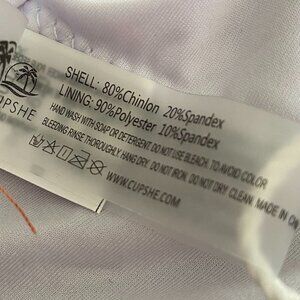 CUPSHE
SHELL: 80%Chinlon 20%Spandex
LINING: 90%Polyester 10%Spandex
HAND WASH WITH SOAP OR DETERGENT. DO NOT USE BLEACH. TO AVOID COLOR
BLEEDING RINSE THOROUGHLY. HANG DRY. DO NOT IRON. DO NOT DRY CLEAN. MADE IN
WWW.CUPSHE.COM